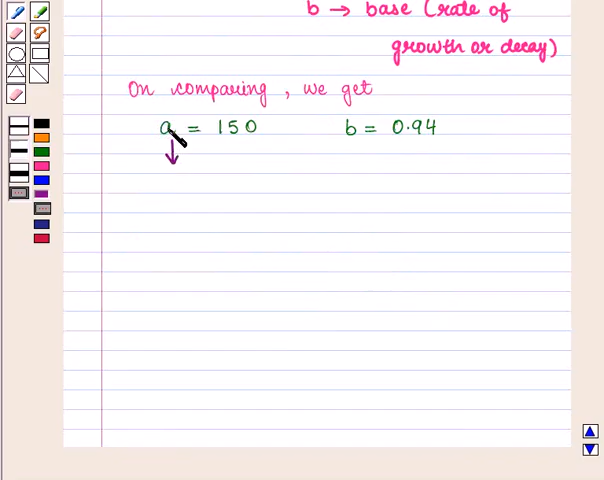 b → base (rate of
growth or decay)
On comparing, we get
a = 150 b = 0.94